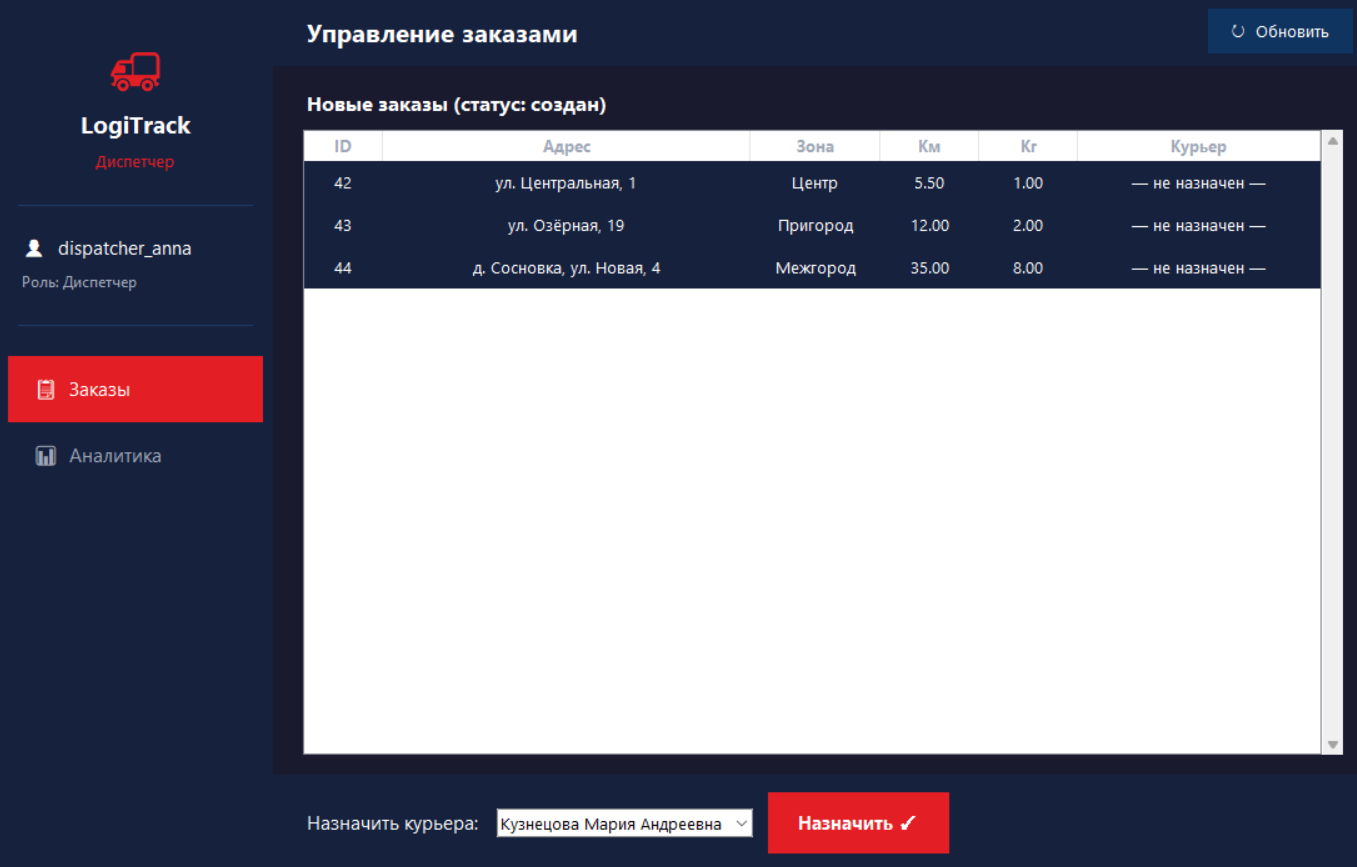 LogiTrack
Диспетчер
dispatcher_anna
Роль: Диспетчер
Заказы
Аналитика
Управление заказами
Обновить
Новые заказы (статус: создан)
ID Адрес Зона Км Кг Курьер
42 ул. Центральная, 1 Центр 5.50 1.00 — не назначен —
43 ул. Озёрная, 19 Пригород 12.00 2.00 — не назначен —
44 д. Сосновка, ул. Новая, 4 Межгород 35.00 8.00 — не назначен —
Назначить курьера: Кузнецова Мария Андреевна Назначить ✓